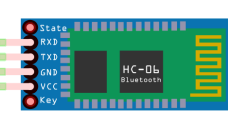 State
RXD
TXD
GND
VCC
Key
HC-06
Bluetooth